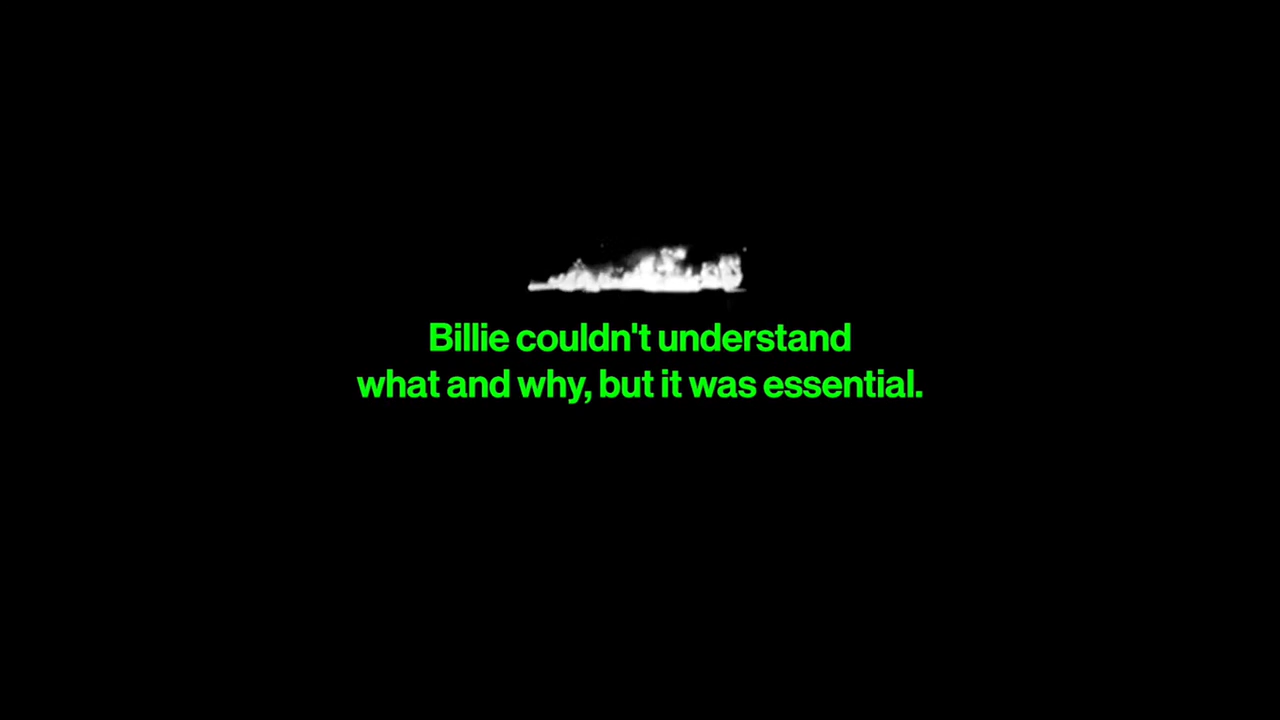 Billie couldn't understand
what and why, but it was essential.